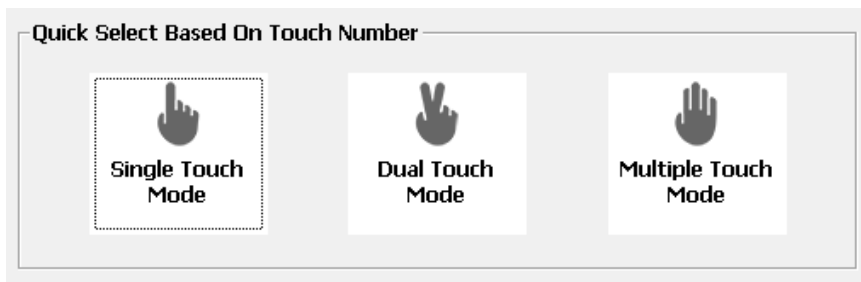 Quick Select Based On Touch Number
Single Touch
Mode
Dual Touch
Mode
Multiple Touch
Mode